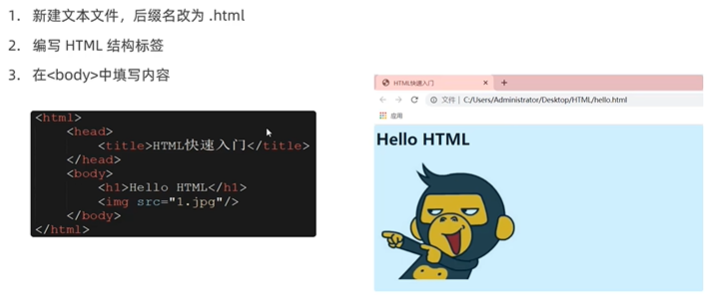 1. 新建文本文件，后缀名改为 .html
2. 编写 HTML 结构标签
3. 在<body>中填写内容
<html>
<head>
<title>HTML快速入门</title>
</head>
<body>
<h1>Hello HTML</h1>
<img src="1.jpg"/>
</body>
</html>
HTML快速入门
文件 | C:/Users/Administrator/Desktop/HTML/hello.html
应用
Hello HTML